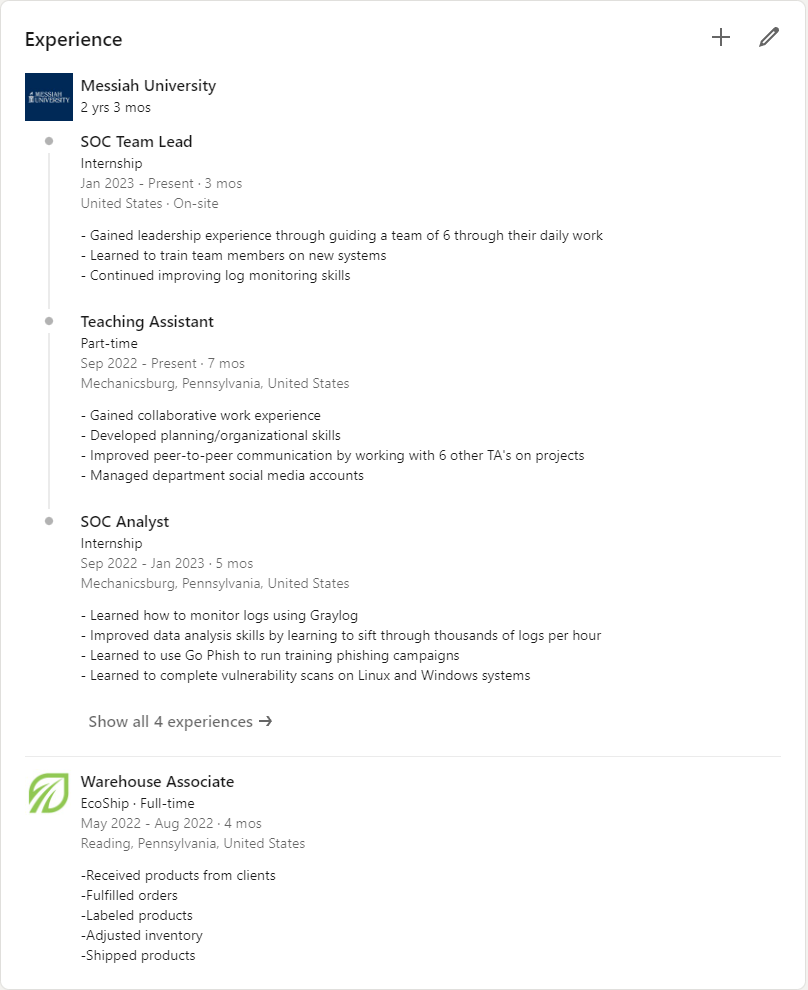 Experience
MESSIAH
UNIVERSITY
Messiah University
2 yrs 3 mos
SOC Team Lead
Internship
Jan 2023 - Present · 3 mos
United States · On-site
- Gained leadership experience through guiding a team of 6 through their daily work
- Learned to train team members on new systems
- Continued improving log monitoring skills
Teaching Assistant
Part-time
Sep 2022 - Present · 7 mos
Mechanicsburg, Pennsylvania, United States
- Gained collaborative work experience
- Developed planning/organizational skills
- Improved peer-to-peer communication by working with 6 other TA's on projects
- Managed department social media accounts
SOC Analyst
Internship
Sep 2022 - Jan 2023 · 5 mos
Mechanicsburg, Pennsylvania, United States
- Learned how to monitor logs using Graylog
- Improved data analysis skills by learning to sift through thousands of logs per hour
- Learned to use Go Phish to run training phishing campaigns
- Learned to complete vulnerability scans on Linux and Windows systems
Show all 4 experiences →
Warehouse Associate
EcoShip · Full-time
May 2022 - Aug 2022 · 4 mos
Reading, Pennsylvania, United States
-Received products from clients
-Fulfilled orders
-Labeled products
-Adjusted inventory
-Shipped products